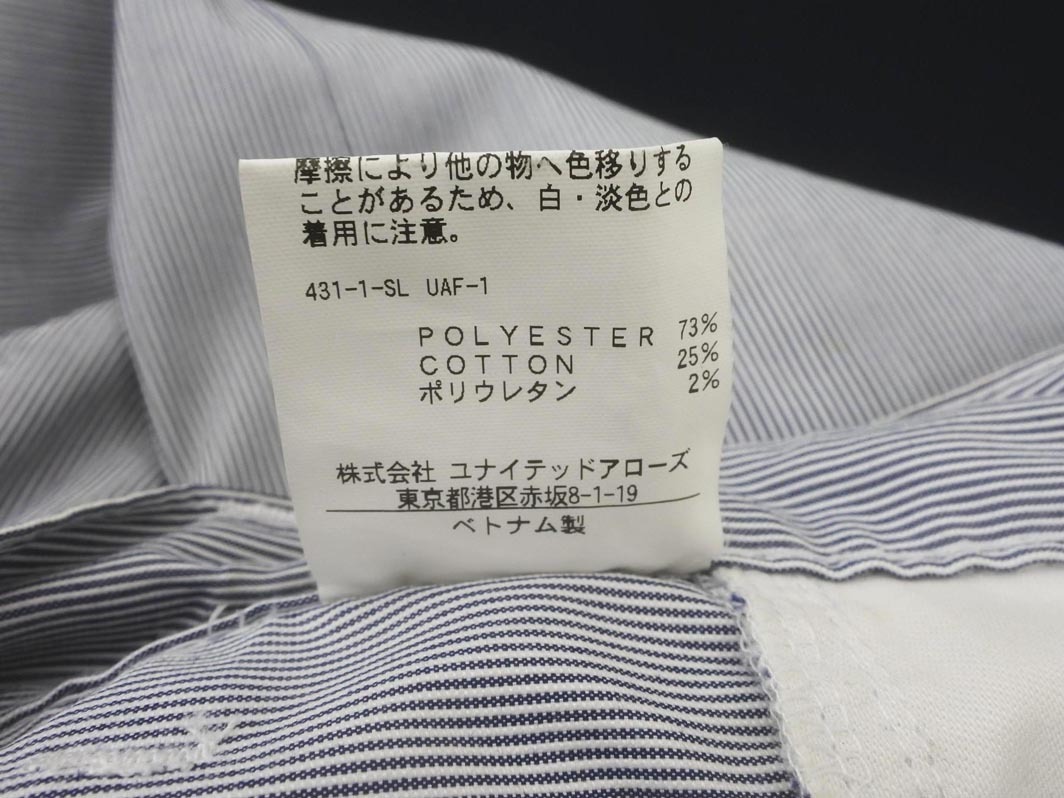 摩擦により他の物へ色移りする
ことがあるため、白・淡色との
着用に注意。
431-1-SL UAF-1
POLYESTER 73%
COTTON 25%
ポリウレタン 2%
株式会社 ユナイテッドアローズ
東京都港区赤坂8-1-19
ベトナム製